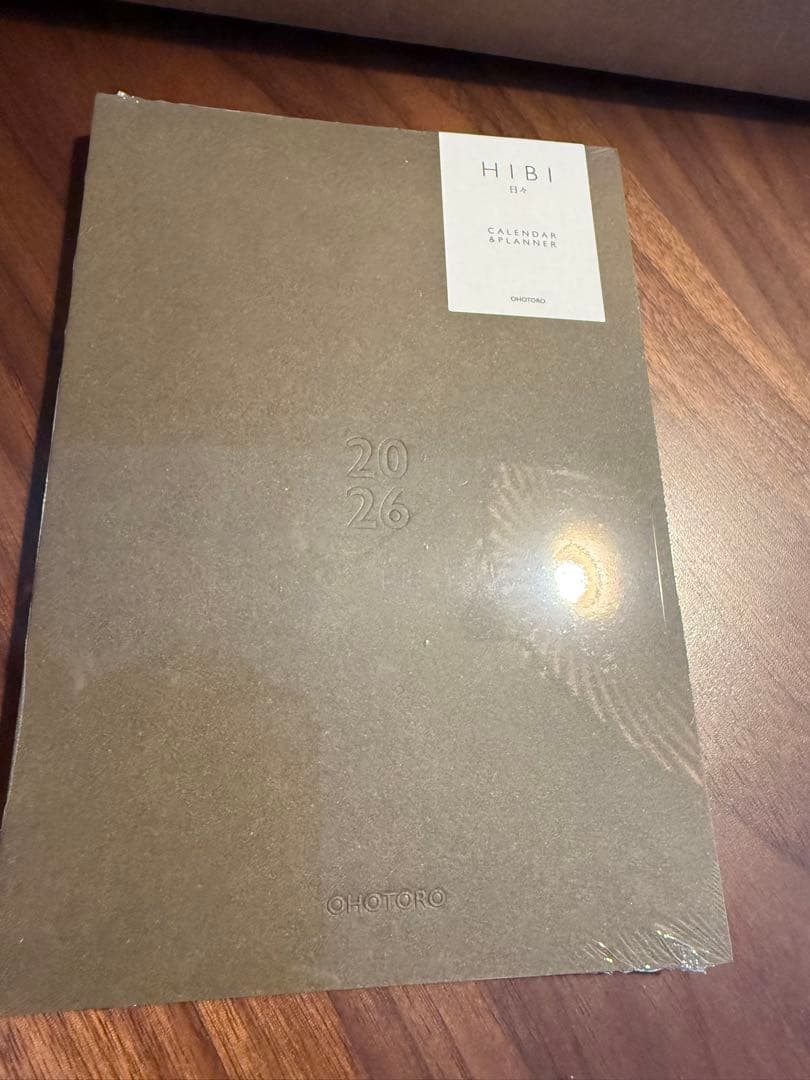 HIBI
日々
CALENDAR
&PLANNER
OHOTORO
20
26
OHOTORO